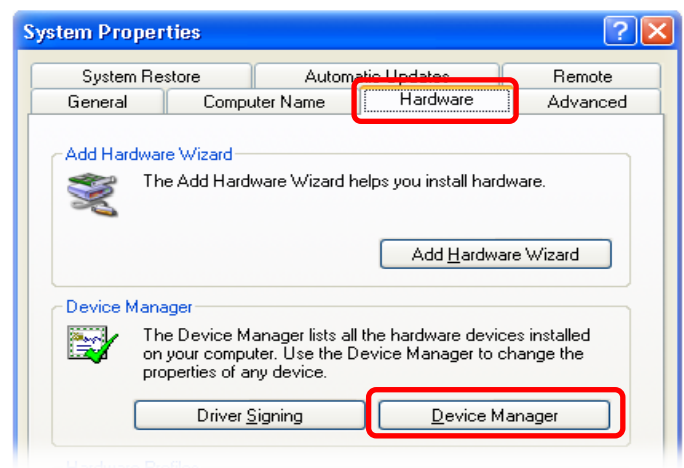 System Properties
System Restore Automatic Updates Remote
General Computer Name Hardware Advanced
Add Hardware Wizard
The Add Hardware Wizard helps you install hardware.
Add Hardware Wizard
Device Manager
The Device Manager lists all the hardware devices installed
on your computer. Use the Device Manager to change the
properties of any device.
Driver Signing Device Manager